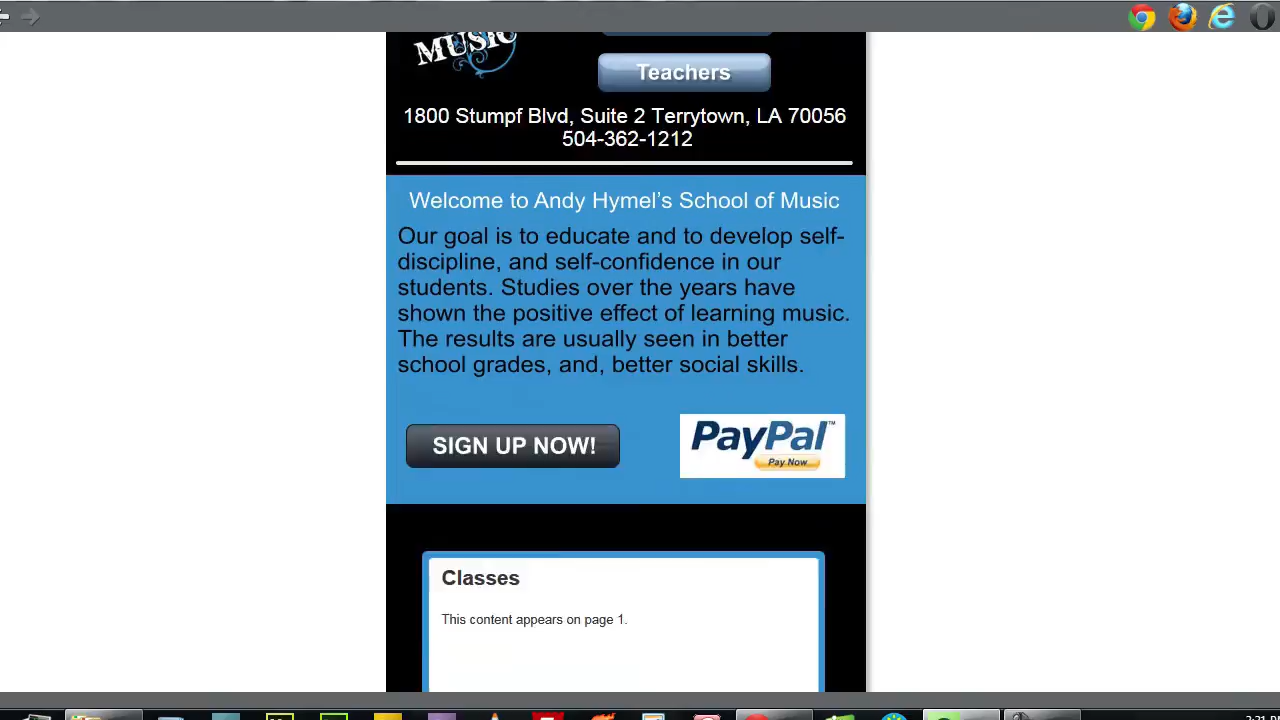 MUSIC
Teachers
1800 Stumpf Blvd, Suite 2 Terrytown, LA 70056
504-362-1212
Welcome to Andy Hymel's School of Music
Our goal is to educate and to develop self-
discipline, and self-confidence in our
students. Studies over the years have
shown the positive effect of learning music.
The results are usually seen in better
school grades, and, better social skills.
SIGN UP NOW!
PayPal™
Pay Now
Classes
This content appears on page 1.